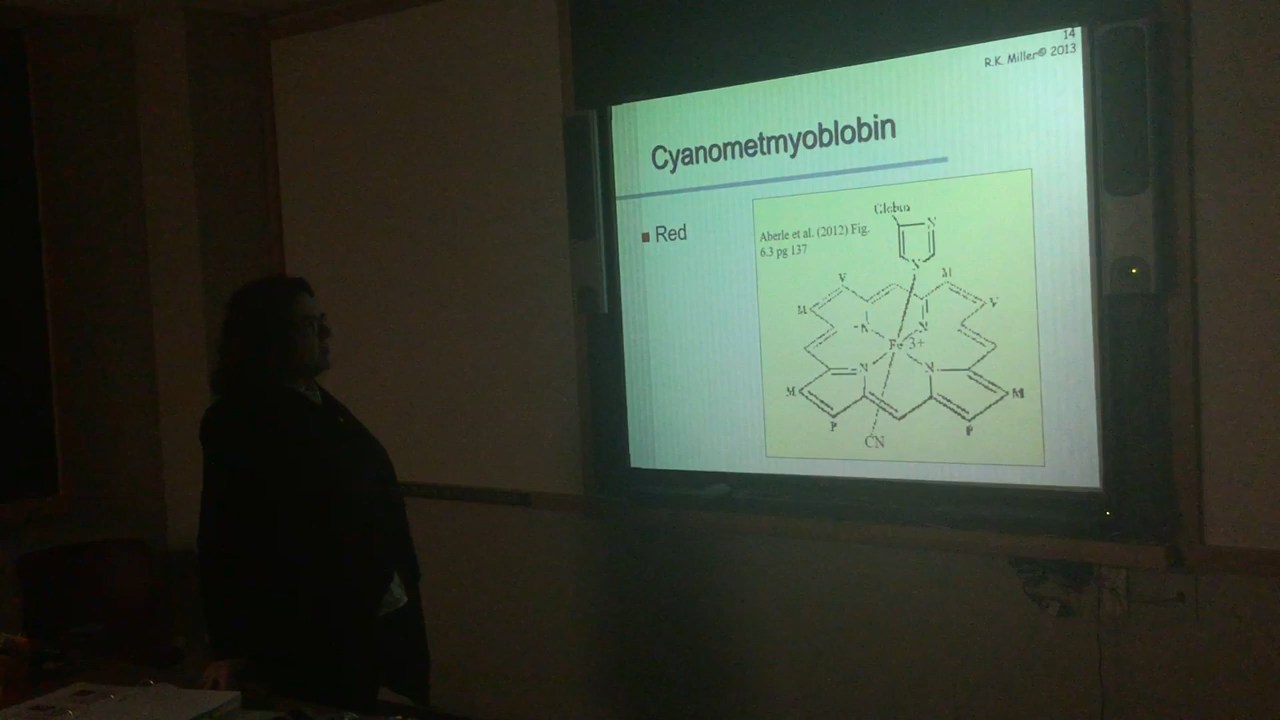 14
R.K. Miller© 2013
Cyanometmyoblobin
Red
Aberle et al. (2012) Fig.
6.3 pg 137
Globin
N
N
V
M
M
V
-N
N
Fe 3+
N
N
M
M
P
P
CN